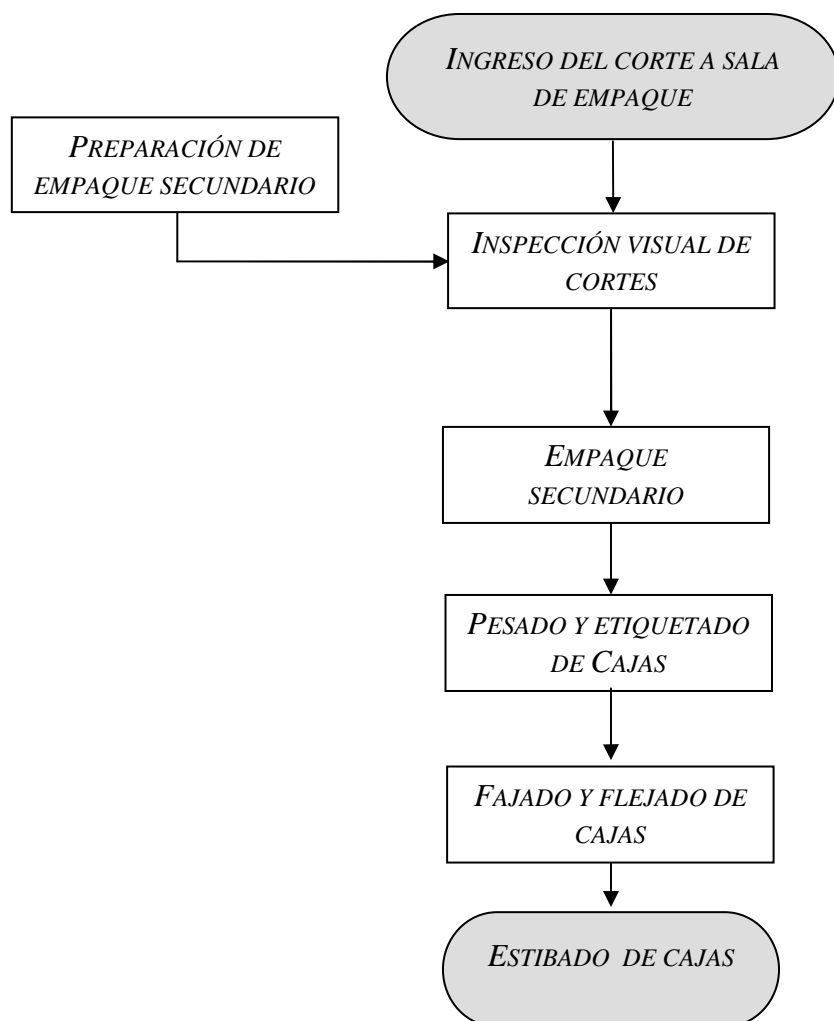 INGRESO DEL CORTE A SALA
DE EMPAQUE
PREPARACIÓN DE
EMPAQUE SECUNDARIO
INSPECCIÓN VISUAL DE
CORTES
EMPAQUE
SECUNDARIO
PESADO Y ETIQUETADO
DE CAJAS
FAJADO Y FLEJADO DE
CAJAS
ESTIBADO DE CAJAS